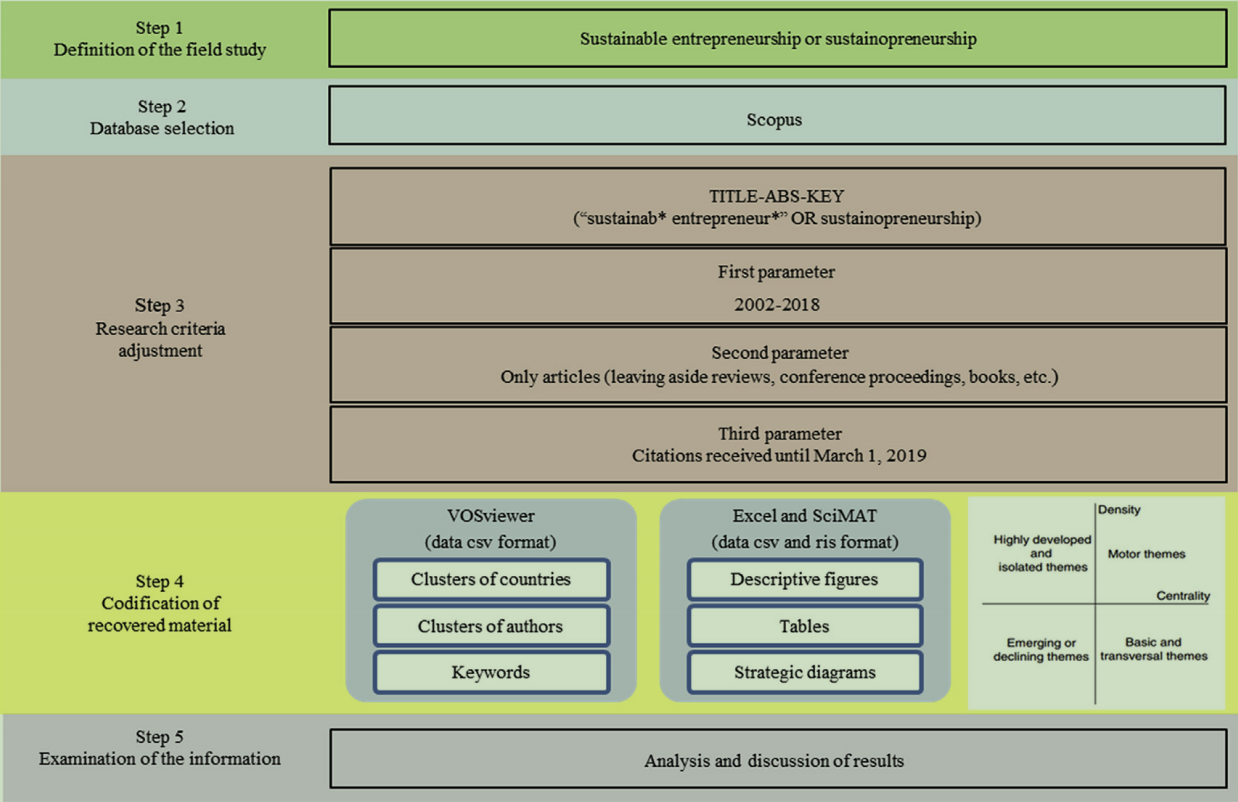 Step 1
Definition of the field study
Sustainable entrepreneurship or sustainopreneurship
Step 2
Database selection
Scopus
Step 3
Research criteria
adjustment
TITLE-ABS-KEY
(“sustainab* entrepreneur*” OR sustainopreneurship)
First parameter
2002-2018
Second parameter
Only articles (leaving aside reviews, conference proceedings, books, etc.)
Third parameter
Citations received until March 1, 2019
Step 4
Codification of
recovered material
VOSviewer
(data csv format)
Clusters of countries
Clusters of authors
Keywords
Excel and SciMAT
(data csv and ris format)
Descriptive figures
Tables
Strategic diagrams
Density
Highly developed
and
isolated themes
Motor themes
Centrality
Emerging or
declining themes
Basic and
transversal themes
Step 5
Examination of the information
Analysis and discussion of results